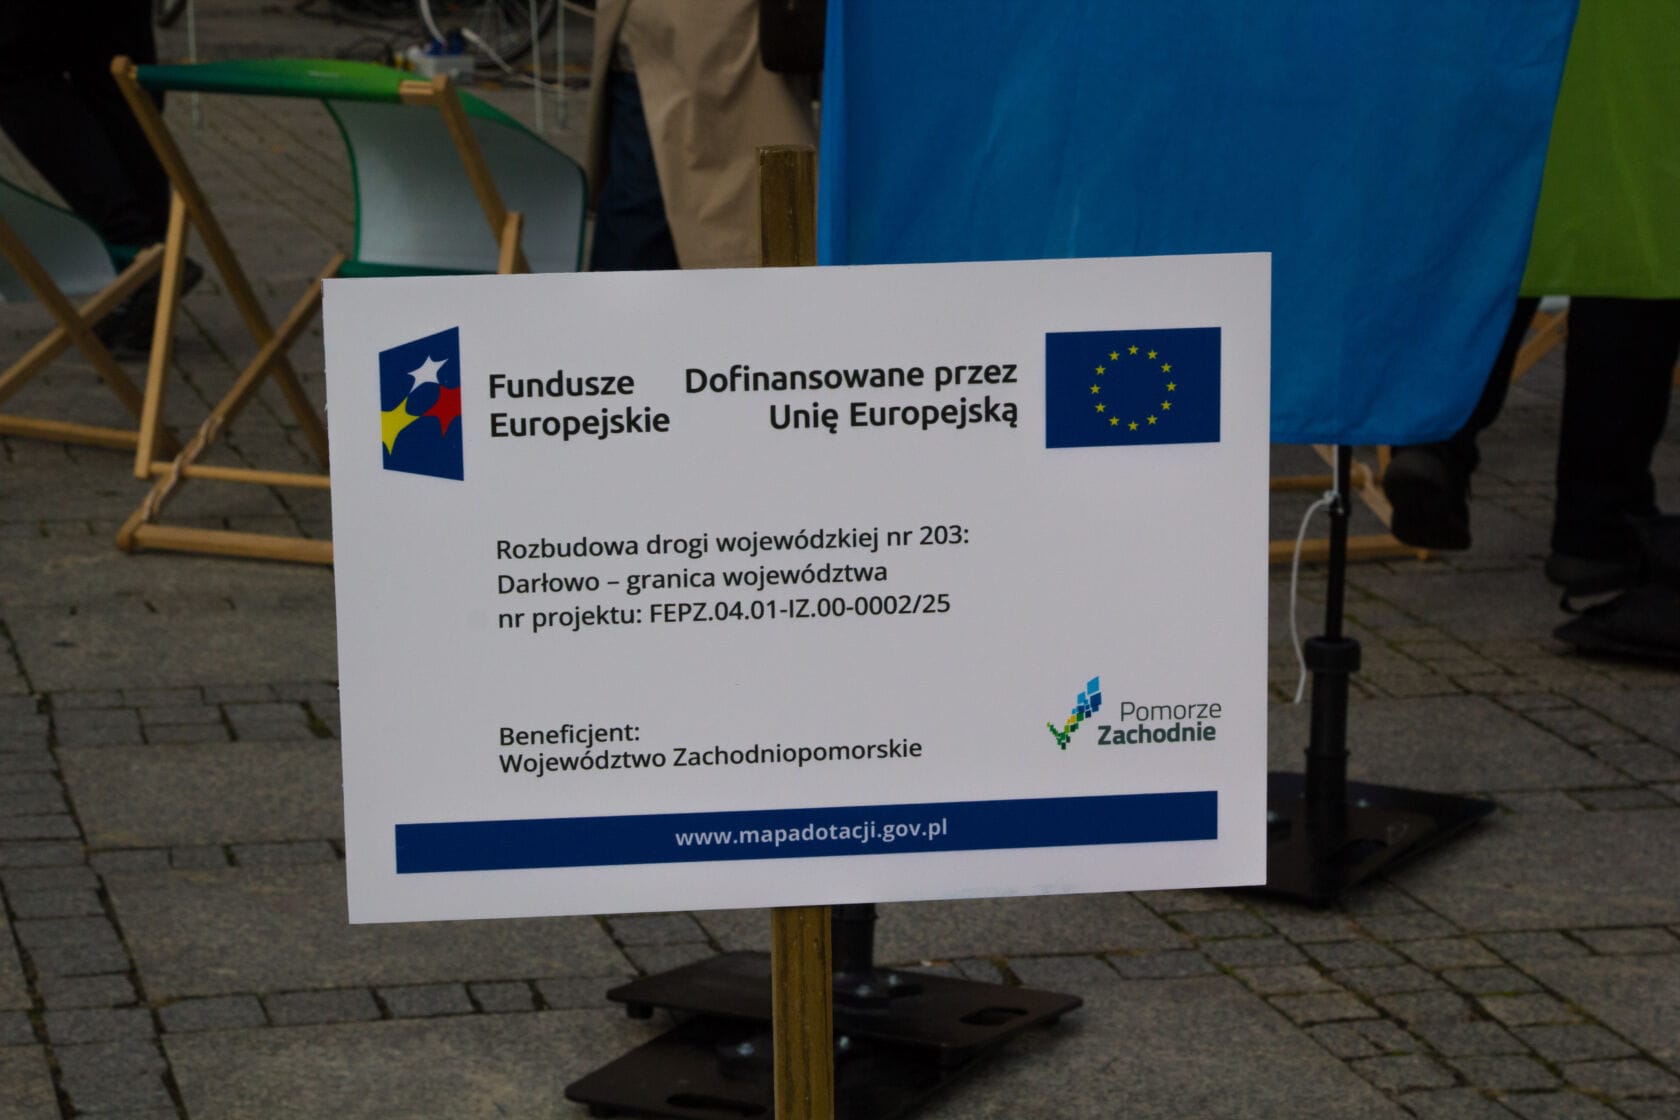 Fundusze
Europejskie
Dofinansowane przez
Unię Europejską
Rozbudowa drogi wojewódzkiej nr 203:
Darłowo – granica województwa
nr projektu: FEPZ.04.01-IZ.00-0002/25
Beneficjent:
Województwo Zachodniopomorskie
Pomorze
Zachodnie
www.mapadotacji.gov.pl